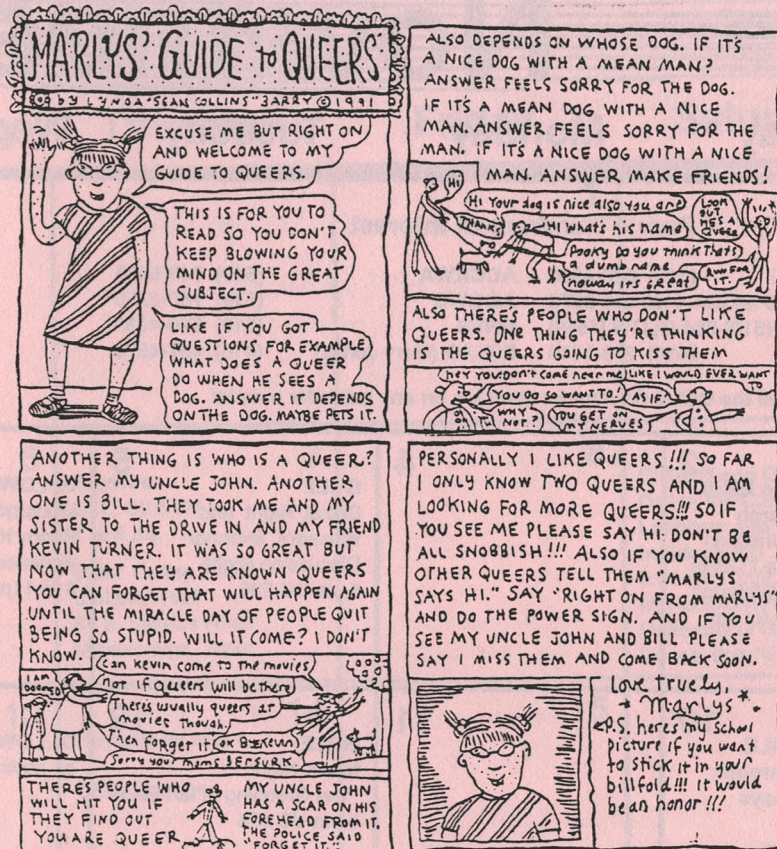 MARLYS' GUIDE to QUEERS
by LYNDA "SEAN COLLINS" BARRY © 1991
EXCUSE ME BUT RIGHT ON
AND WELCOME TO MY
GUIDE TO QUEERS.
THIS IS FOR YOU TO
READ SO YOU DON'T
KEEP BLOWING YOUR
MIND ON THE GREAT
SUBJECT.
LIKE IF YOU GOT
QUESTIONS FOR EXAMPLE
WHAT DOES A QUEER
DO WHEN HE SEES A
DOG. ANSWER IT DEPENDS
ON THE DOG. MAYBE PETS IT.
ALSO DEPENDS ON WHOSE DOG. IF IT'S
A NICE DOG WITH A MEAN MAN?
ANSWER FEELS SORRY FOR THE DOG.
IF IT'S A MEAN DOG WITH A NICE
MAN. ANSWER FEELS SORRY FOR THE
MAN. IF IT'S A NICE DOG WITH A NICE
MAN. ANSWER MAKE FRIENDS!
HI
Hi Your dog is nice also you are
THANKS
Hi what's his name
Pooky Do you think that's
a dumb name
noway its GREAT
LOOK
OUT
HE'S A
QUEER
RUN FOR
IT.
ALSO THERE'S PEOPLE WHO DON'T LIKE
QUEERS. ONE THING THEY'RE THINKING
IS THE QUEERS GOING TO KISS THEM
hey you: don't come near me
LIKE I WOULD EVER WANT
TO
YOU DO SO WANT TO!
AS IF!
WHY
NOT?
YOU GET ON
MY NERVES!
ANOTHER THING IS WHO IS A QUEER?
ANSWER MY UNCLE JOHN. ANOTHER
ONE IS BILL. THEY TOOK ME AND MY
SISTER TO THE DRIVE IN AND MY FRIEND
KEVIN TURNER. IT WAS SO GREAT BUT
NOW THAT THEY ARE KNOWN QUEERS
YOU CAN FORGET THAT WILL HAPPEN AGAIN
UNTIL THE MIRACLE DAY OF PEOPLE QUIT
BEING SO STUPID. WILL IT COME? I DON'T
KNOW.
I AM
DOOMED
Can Kevin come to the movies
not if Queers will be there
There's usually queers at
movies though.
Then forget it
OK BYE KEVIN
Sorry your moms BERSURK.
THERE'S PEOPLE WHO
WILL HIT YOU IF
THEY FIND OUT
YOU ARE QUEER
MY UNCLE JOHN
HAS A SCAR ON HIS
FOREHEAD FROM IT.
THE POLICE SAID
"FORGET IT."
PERSONALLY I LIKE QUEERS!!! SO FAR
I ONLY KNOW TWO QUEERS AND I AM
LOOKING FOR MORE QUEERS!!! SO IF
YOU SEE ME PLEASE SAY HI. DON'T BE
ALL SNOBBISH!!! ALSO IF YOU KNOW
OTHER QUEERS TELL THEM "MARLYS
SAYS HI." SAY "RIGHT ON FROM MARLYS"
AND DO THE POWER SIGN. AND IF YOU
SEE MY UNCLE JOHN AND BILL PLEASE
SAY I MISS THEM AND COME BACK SOON.
Love truely,
Marlys
P.S. heres my school
picture if you want
to stick it in your
billfold!!! It would
be an honor!!!